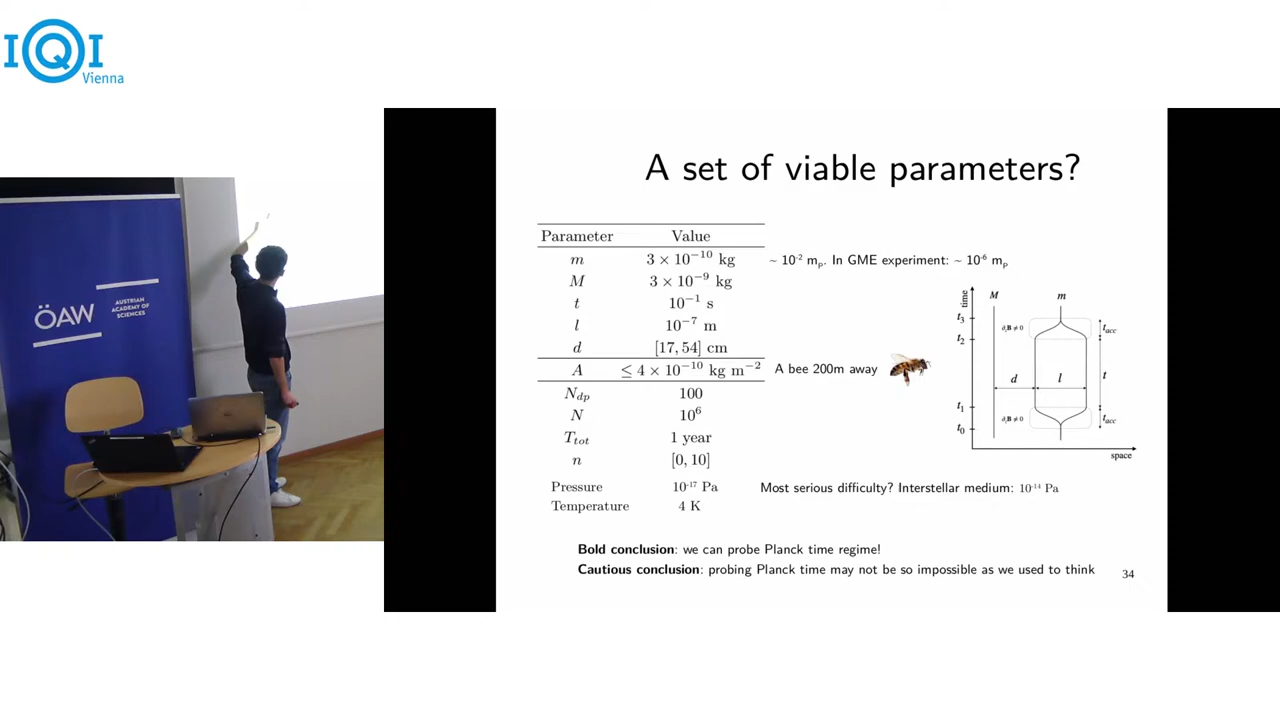 IQI
Vienna
ÖAW
AUSTRIAN
ACADEMY OF
SCIENCES
A set of viable parameters?
Parameter Value
m 3 × 10⁻¹⁰ kg ~ 10⁻² mₚ. In GME experiment: ~ 10⁻⁶ mₚ
M 3 × 10⁻⁹ kg
t 10⁻¹ s
l 10⁻⁷ m
d [17, 54] cm
A ≤ 4 × 10⁻¹⁰ kg m⁻² A bee 200m away
N_dp 100
N 10⁶
T_tot 1 year
n [0, 10]
Pressure 10⁻¹⁷ Pa Most serious difficulty? Interstellar medium: 10⁻¹⁴ Pa
Temperature 4 K
time
M m
t₃
∂ᵢB ≠ 0 t_acc
t₂
d l t
t₁
∂ᵢB ≠ 0 t_acc
t₀
space
Bold conclusion: we can probe Planck time regime!
Cautious conclusion: probing Planck time may not be so impossible as we used to think
34